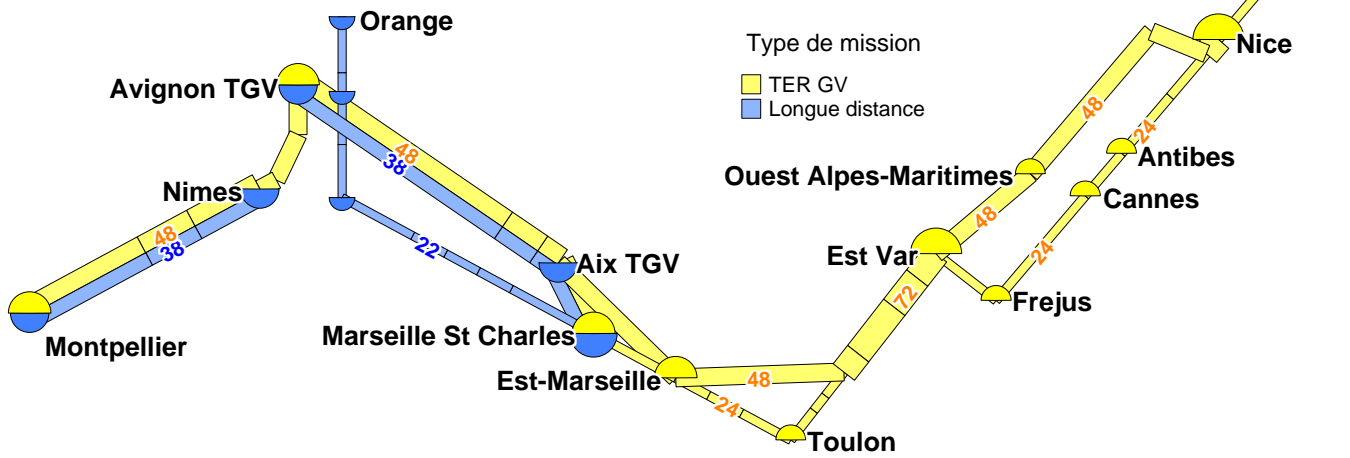 Orange
Type de mission
Nice
Avignon TGV
TER GV
Longue distance
48
24
48
38
Antibes
Ouest Alpes-Maritimes
Nimes
Cannes
48
48
38
22
24
Est Var
Aix TGV
72
Frejus
Montpellier
Marseille St Charles
Est-Marseille
48
24
Toulon